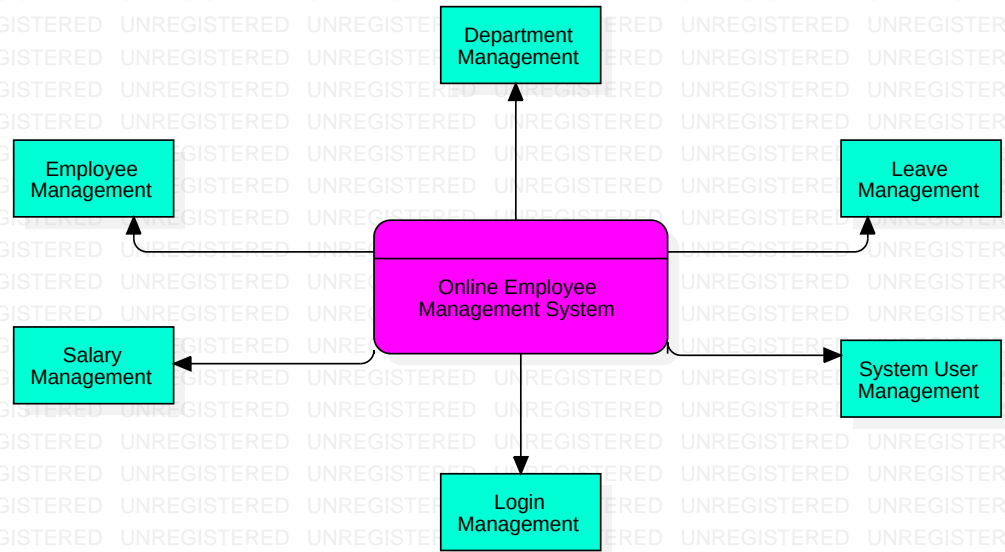 Department
Management
Employee
Management
Leave
Management
Online Employee
Management System
Salary
Management
System User
Management
Login
Management
UNREGISTERED